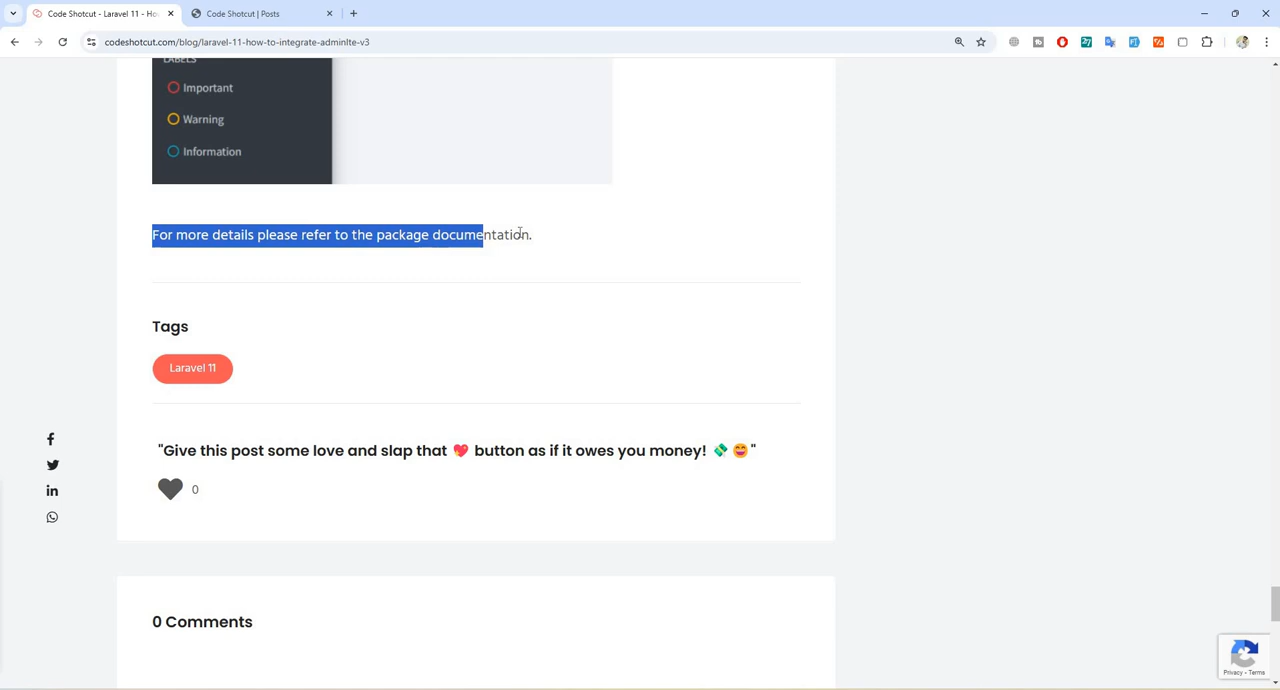 Code Shotcut - Laravel 11 - Ho
Code Shotcut | Posts
codeshotcut.com/blog/laravel-11-how-to-integrate-adminlte-v3
LABELS
Important
Warning
Information
For more details please refer to the package documentation.
Tags
Laravel 11
"Give this post some love and slap that 💖 button as if it owes you money! 💸 😄 "
0
0 Comments
Privacy - Terms